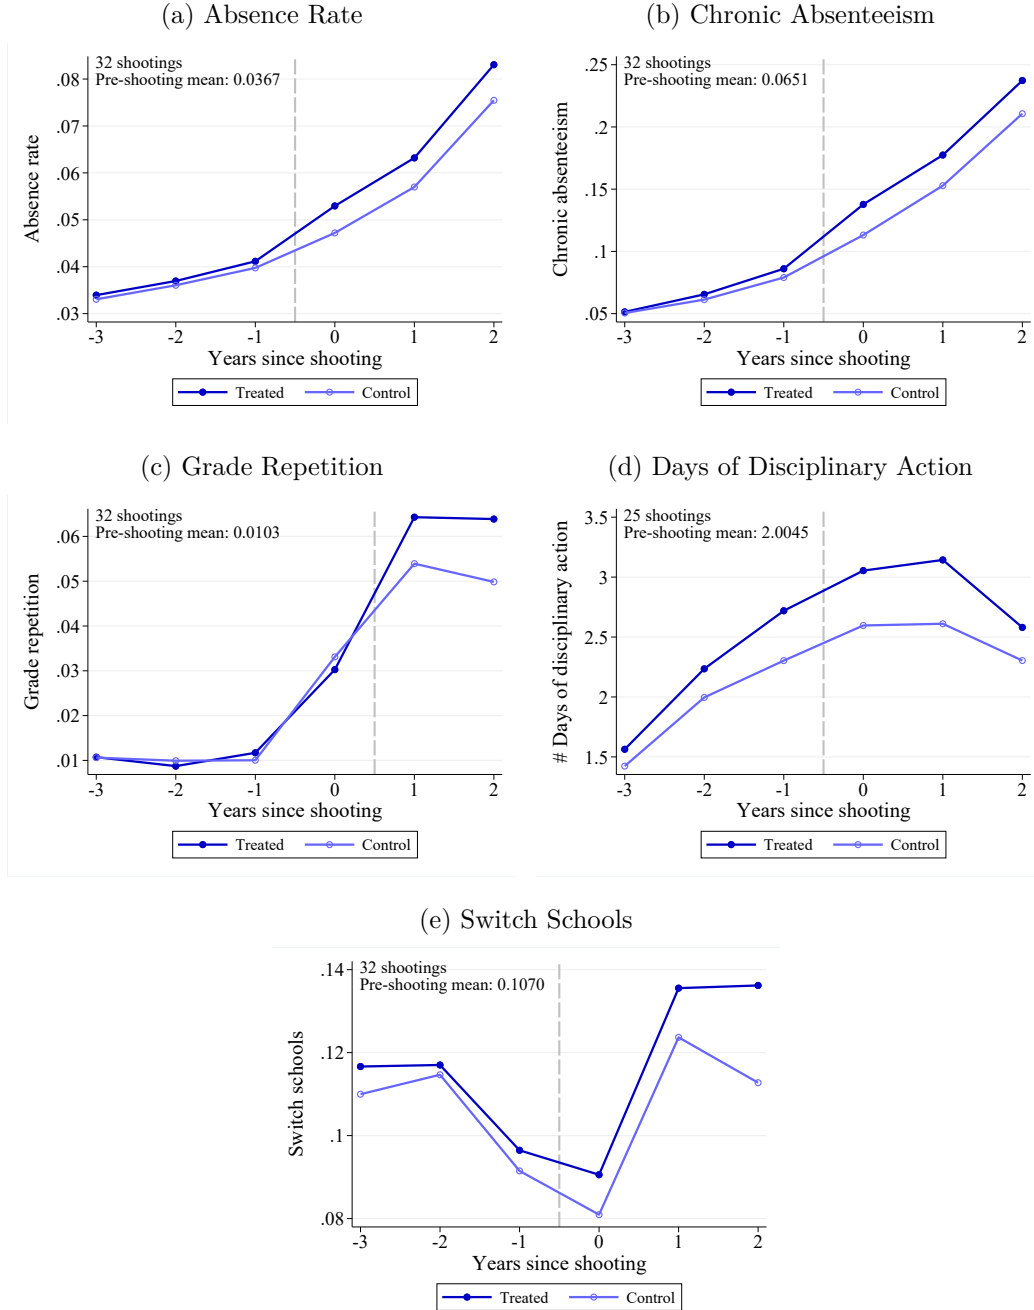 (a) Absence Rate
32 shootings
Pre-shooting mean: 0.0367
Absence rate
.08
.07
.06
.05
.04
.03
-3 -2 -1 0 1 2
Years since shooting
Treated Control
(b) Chronic Absenteeism
32 shootings
Pre-shooting mean: 0.0651
Chronic absenteeism
.25
.2
.15
.1
.05
-3 -2 -1 0 1 2
Years since shooting
Treated Control
(c) Grade Repetition
32 shootings
Pre-shooting mean: 0.0103
Grade repetition
.06
.05
.04
.03
.02
.01
-3 -2 -1 0 1 2
Years since shooting
Treated Control
(d) Days of Disciplinary Action
25 shootings
Pre-shooting mean: 2.0045
# Days of disciplinary action
3.5
3
2.5
2
1.5
-3 -2 -1 0 1 2
Years since shooting
Treated Control
(e) Switch Schools
32 shootings
Pre-shooting mean: 0.1070
Switch schools
.14
.12
.1
.08
-3 -2 -1 0 1 2
Years since shooting
Treated Control